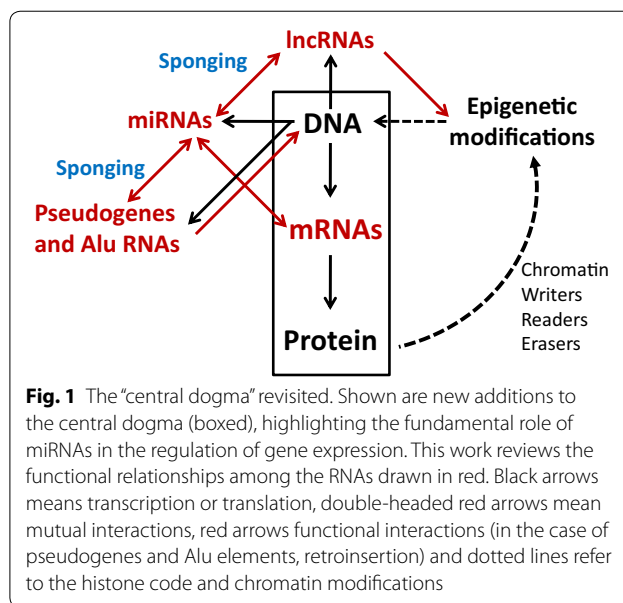 lncRNAs
Sponging
miRNAs
DNA
Epigenetic
modifications
Sponging
Pseudogenes
and Alu RNAs
mRNAs
Chromatin
Writers
Readers
Erasers
Protein
Fig. 1 The “central dogma” revisited. Shown are new additions to
the central dogma (boxed), highlighting the fundamental role of
miRNAs in the regulation of gene expression. This work reviews the
functional relationships among the RNAs drawn in red. Black arrows
means transcription or translation, double-headed red arrows mean
mutual interactions, red arrows functional interactions (in the case of
pseudogenes and Alu elements, retroinsertion) and dotted lines refer
to the histone code and chromatin modifications